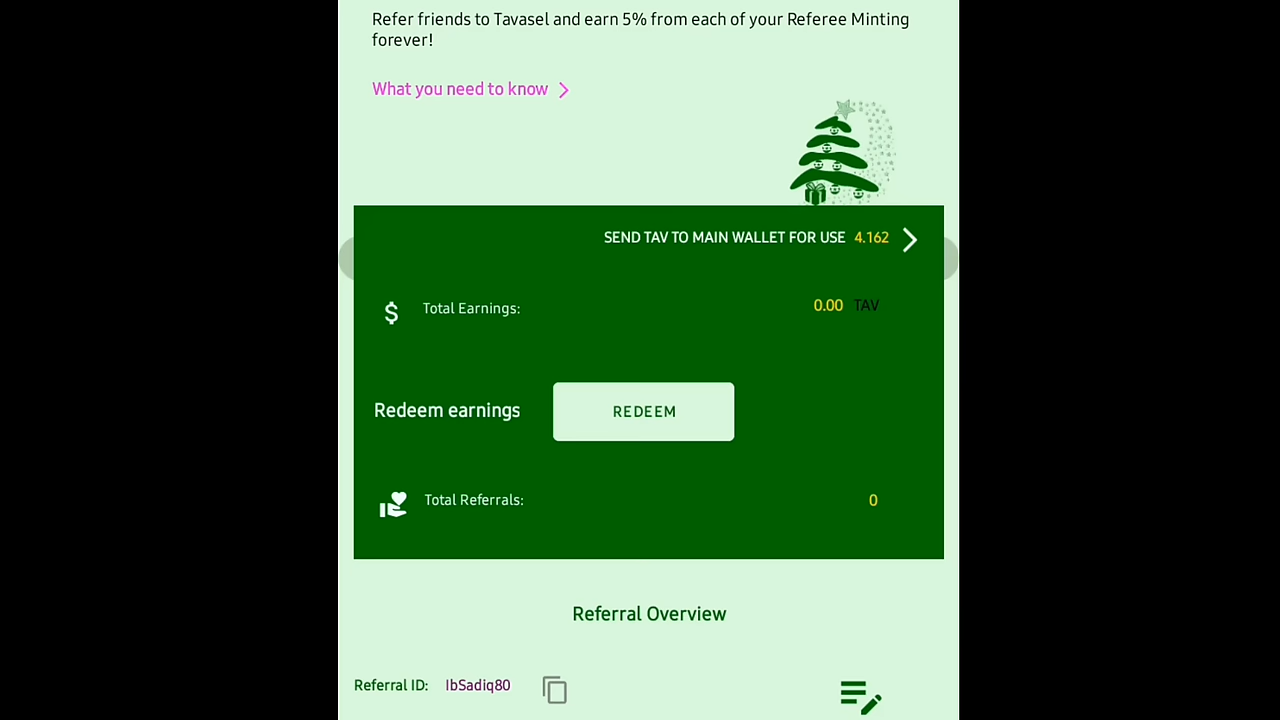 Refer friends to Tavasel and earn 5% from each of your Referee Minting
forever!
What you need to know
SEND TAV TO MAIN WALLET FOR USE 4.162
Total Earnings: 0.00 TAV
Redeem earnings REDEEM
Total Referrals: 0
Referral Overview
Referral ID: IbSadiq80